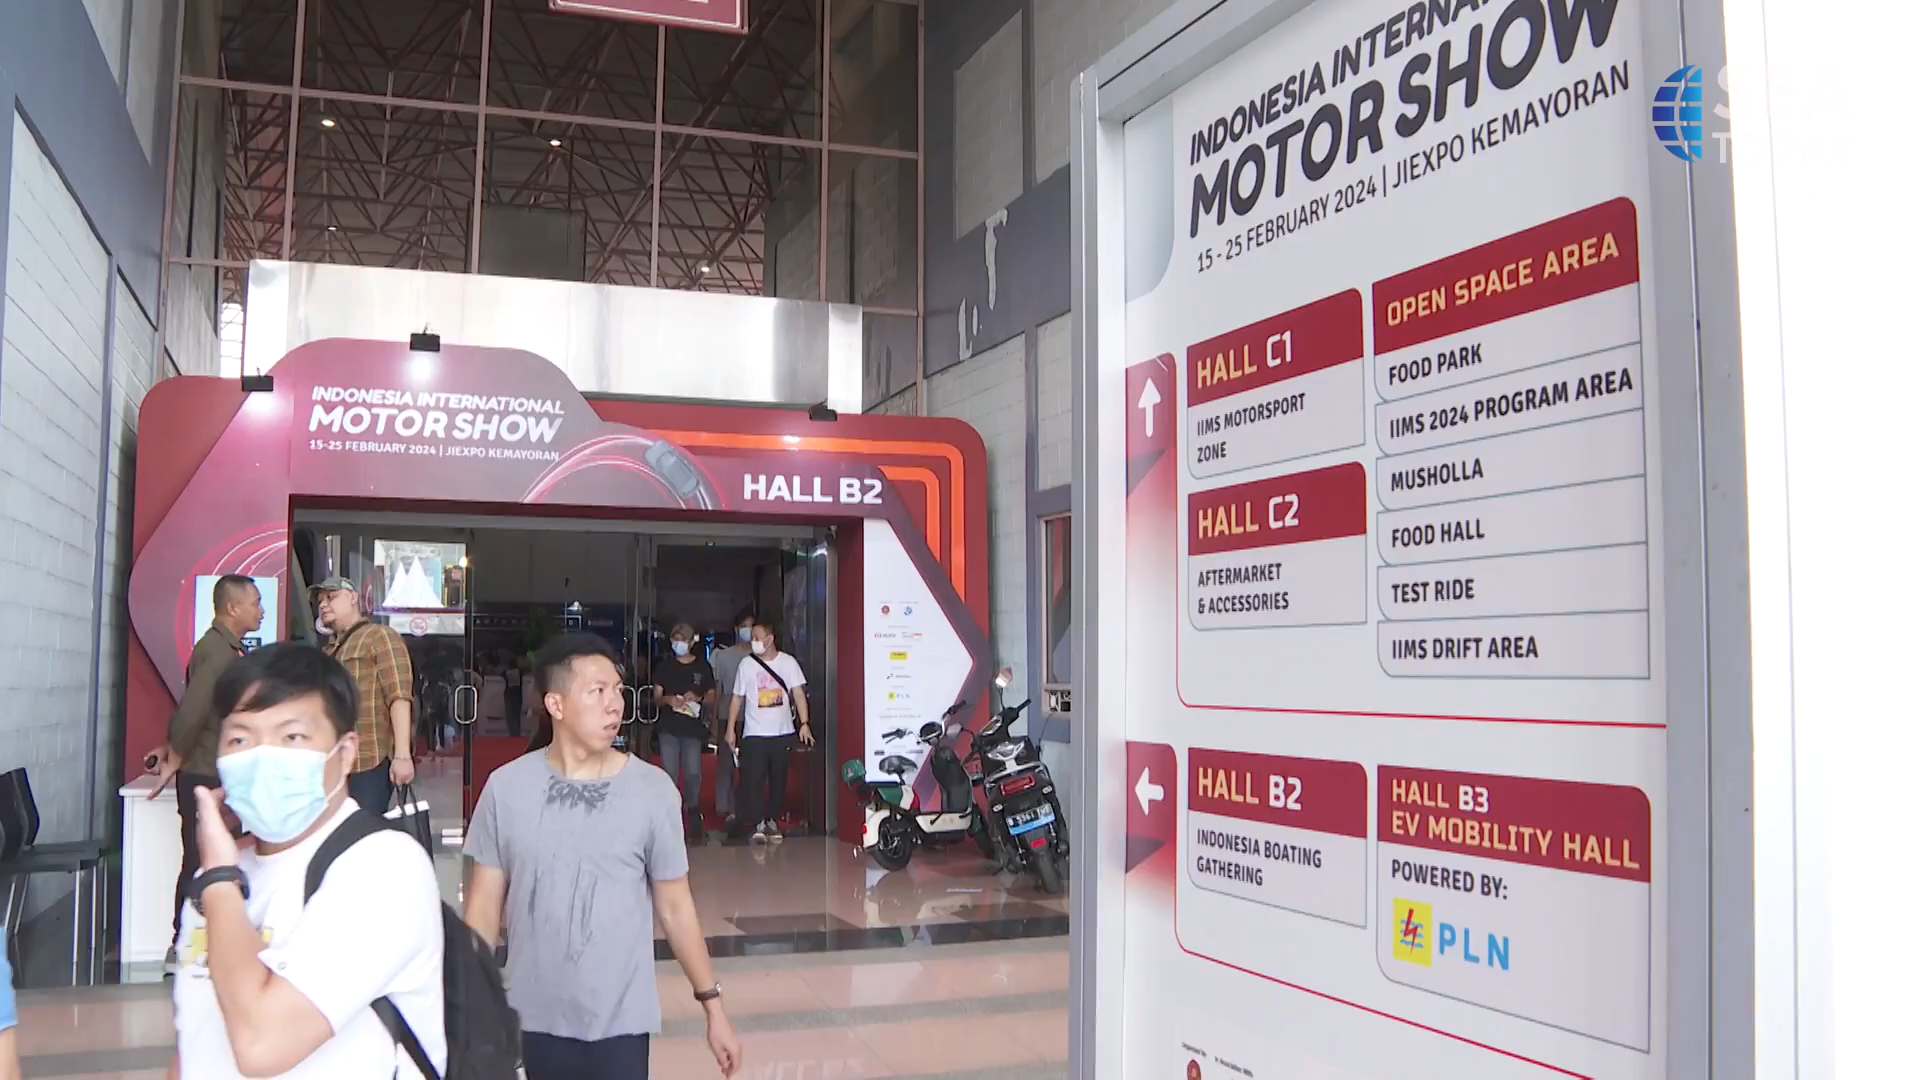 INDONESIA INTERNATIONAL
MOTOR SHOW
15-25 FEBRUARY 2024 | JIEXPO KEMAYORAN
HALL B2
PLN
INDONESIA
MOTOR SHOW
15 - 25 FEBRUARY 2024 | JIEXPO KEMAYORAN
HALL C1
IIMS MOTORSPORT
ZONE
HALL C2
AFTERMARKET
& ACCESSORIES
OPEN SPACE AREA
FOOD PARK
IIMS 2024 PROGRAM AREA
MUSHOLLA
FOOD HALL
TEST RIDE
IIMS DRIFT AREA
HALL B2
INDONESIA BOATING
GATHERING
HALL B3
EV MOBILITY HALL
POWERED BY:
PLN
SEA